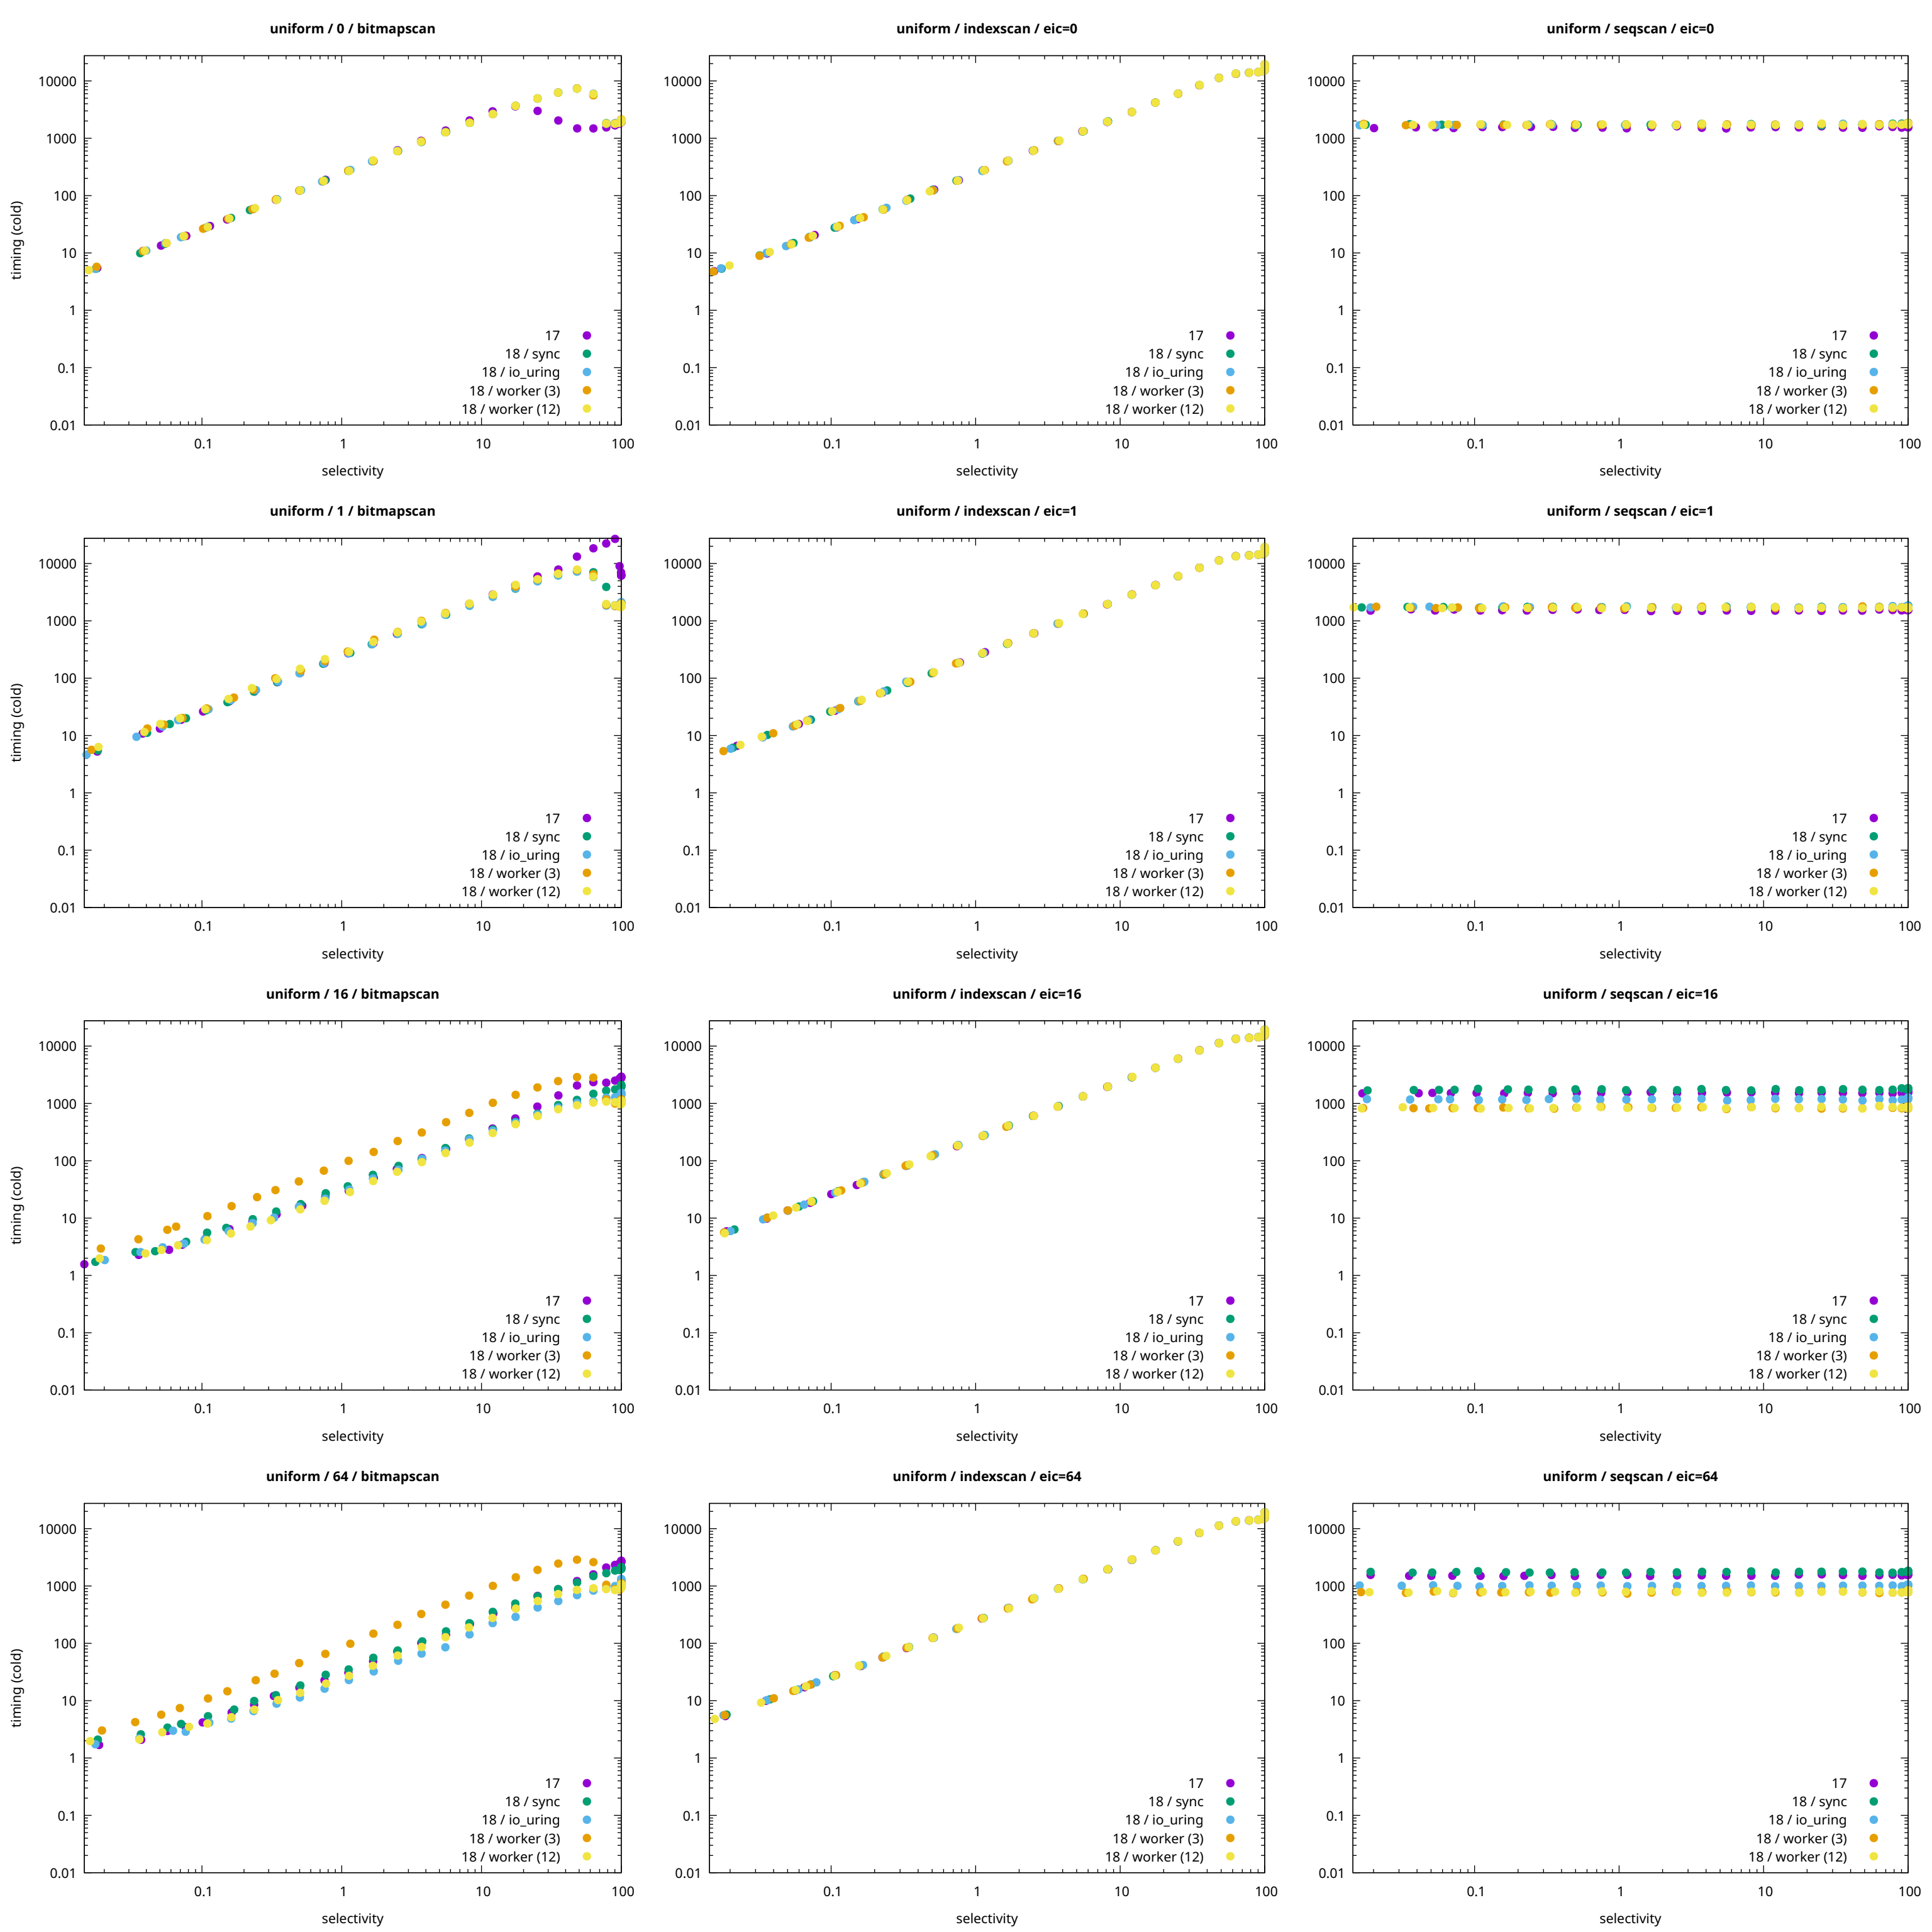 uniform / 0 / bitmapscan
timing (cold)
10000
1000
100
10
1
0.1
0.01
17
18 / sync
18 / io_uring
18 / worker (3)
18 / worker (12)
0.1
1
10
100
selectivity
uniform / indexscan / eic=0
10000
1000
100
10
1
0.1
0.01
17
18 / sync
18 / io_uring
18 / worker (3)
18 / worker (12)
0.1
1
10
100
selectivity
uniform / seqscan / eic=0
10000
1000
100
10
1
0.1
0.01
17
18 / sync
18 / io_uring
18 / worker (3)
18 / worker (12)
0.1
1
10
100
selectivity
uniform / 1 / bitmapscan
timing (cold)
10000
1000
100
10
1
0.1
0.01
17
18 / sync
18 / io_uring
18 / worker (3)
18 / worker (12)
0.1
1
10
100
selectivity
uniform / indexscan / eic=1
10000
1000
100
10
1
0.1
0.01
17
18 / sync
18 / io_uring
18 / worker (3)
18 / worker (12)
0.1
1
10
100
selectivity
uniform / seqscan / eic=1
10000
1000
100
10
1
0.1
0.01
17
18 / sync
18 / io_uring
18 / worker (3)
18 / worker (12)
0.1
1
10
100
selectivity
uniform / 16 / bitmapscan
timing (cold)
10000
1000
100
10
1
0.1
0.01
17
18 / sync
18 / io_uring
18 / worker (3)
18 / worker (12)
0.1
1
10
100
selectivity
uniform / indexscan / eic=16
10000
1000
100
10
1
0.1
0.01
17
18 / sync
18 / io_uring
18 / worker (3)
18 / worker (12)
0.1
1
10
100
selectivity
uniform / seqscan / eic=16
10000
1000
100
10
1
0.1
0.01
17
18 / sync
18 / io_uring
18 / worker (3)
18 / worker (12)
0.1
1
10
100
selectivity
uniform / 64 / bitmapscan
timing (cold)
10000
1000
100
10
1
0.1
0.01
17
18 / sync
18 / io_uring
18 / worker (3)
18 / worker (12)
0.1
1
10
100
selectivity
uniform / indexscan / eic=64
10000
1000
100
10
1
0.1
0.01
17
18 / sync
18 / io_uring
18 / worker (3)
18 / worker (12)
0.1
1
10
100
selectivity
uniform / seqscan / eic=64
10000
1000
100
10
1
0.1
0.01
17
18 / sync
18 / io_uring
18 / worker (3)
18 / worker (12)
0.1
1
10
100
selectivity